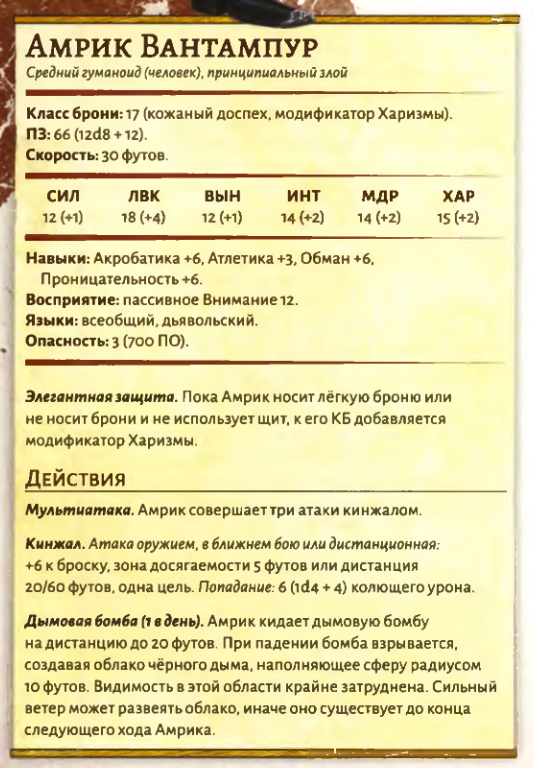 Амрик Вантампур
Средний гуманоид (человек), принципиальный злой
Класс брони: 17 (кожаный доспех, модификатор Харизмы).
ПЗ: 66 (12d8 + 12).
Скорость: 30 футов.
СИЛ ЛВК ВЫН ИНТ МДР ХАР
12 (+1) 18 (+4) 12 (+1) 14 (+2) 14 (+2) 15 (+2)
Навыки: Акробатика +6, Атлетика +3, Обман +6,
Проницательность +6.
Восприятие: пассивное Внимание 12.
Языки: всеобщий, дьявольский.
Опасность: 3 (700 ПО).
Элегантная защита. Пока Амрик носит лёгкую броню или
не носит брони и не использует щит, к его КБ добавляется
модификатор Харизмы.
Действия
Мультиатака. Амрик совершает три атаки кинжалом.
Кинжал. Атака оружием, в ближнем бою или дистанционная:
+6 к броску, зона досягаемости 5 футов или дистанция
20/60 футов, одна цель. Попадание: 6 (1d4 + 4) колющего урона.
Дымовая бомба (1 в день). Амрик кидает дымовую бомбу
на дистанцию до 20 футов. При падении бомба взрывается,
создавая облако чёрного дыма, наполняющее сферу радиусом
10 футов. Видимость в этой области крайне затруднена. Сильный
ветер может развеять облако, иначе оно существует до конца
следующего хода Амрика.